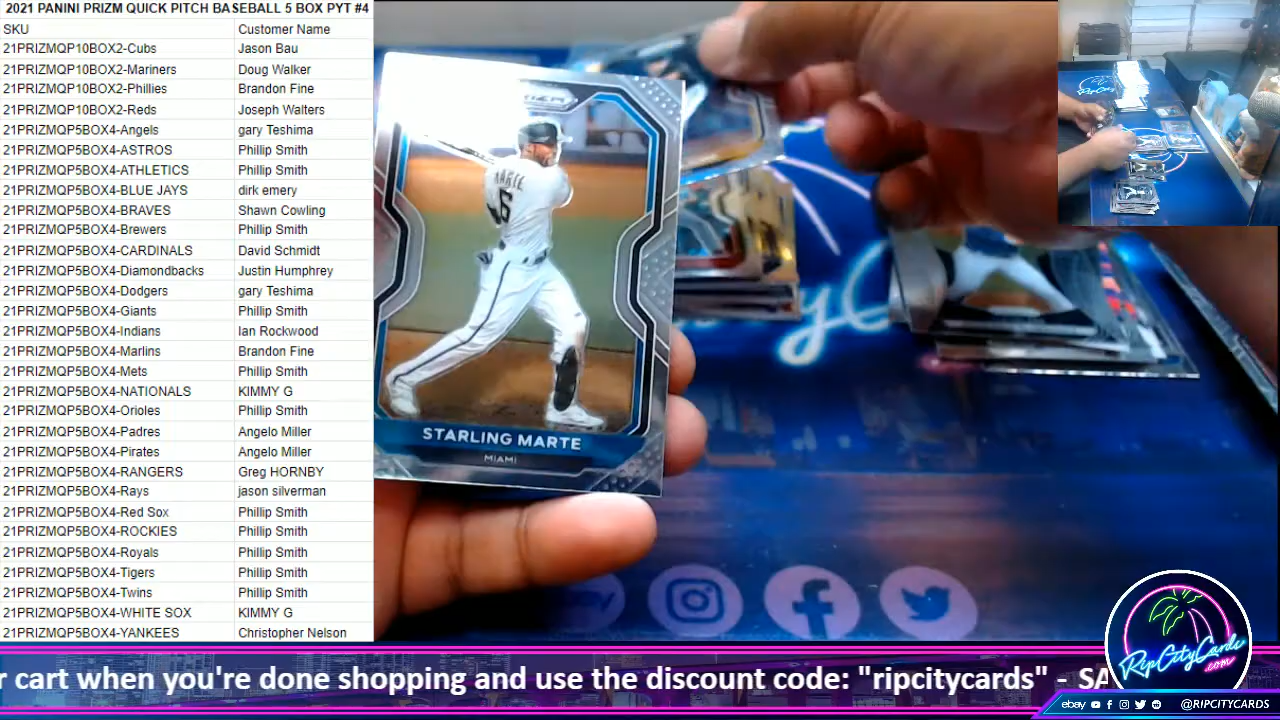 2021 PANINI PRIZM QUICK PITCH BASEBALL 5 BOX PYT #4
SKU Customer Name
21PRIZMQP10BOX2-Cubs Jason Bau
21PRIZMQP10BOX2-Mariners Doug Walker
21PRIZMQP10BOX2-Phillies Brandon Fine
21PRIZMQP10BOX2-Reds Joseph Walters
21PRIZMQP5BOX4-Angels gary Teshima
21PRIZMQP5BOX4-ASTROS Phillip Smith
21PRIZMQP5BOX4-ATHLETICS Phillip Smith
21PRIZMQP5BOX4-BLUE JAYS dirk emery
21PRIZMQP5BOX4-BRAVES Shawn Cowling
21PRIZMQP5BOX4-Brewers Phillip Smith
21PRIZMQP5BOX4-CARDINALS David Schmidt
21PRIZMQP5BOX4-Diamondbacks Justin Humphrey
21PRIZMQP5BOX4-Dodgers gary Teshima
21PRIZMQP5BOX4-Giants Phillip Smith
21PRIZMQP5BOX4-Indians Ian Rockwood
21PRIZMQP5BOX4-Marlins Brandon Fine
21PRIZMQP5BOX4-Mets Phillip Smith
21PRIZMQP5BOX4-NATIONALS KIMMY G
21PRIZMQP5BOX4-Orioles Phillip Smith
21PRIZMQP5BOX4-Padres Angelo Miller
21PRIZMQP5BOX4-Pirates Angelo Miller
21PRIZMQP5BOX4-RANGERS Greg HORNBY
21PRIZMQP5BOX4-Rays jason silverman
21PRIZMQP5BOX4-Red Sox Phillip Smith
21PRIZMQP5BOX4-ROCKIES Phillip Smith
21PRIZMQP5BOX4-Royals Phillip Smith
21PRIZMQP5BOX4-Tigers Phillip Smith
21PRIZMQP5BOX4-Twins Phillip Smith
21PRIZMQP5BOX4-WHITE SOX KIMMY G
21PRIZMQP5BOX4-YANKEES Christopher Nelson
MARTE
6
STARLING MARTE
MIAMI
r cart when you're done shopping and use the discount code: "ripcitycards" - SA
RipCityCards
.com
ebay @RIPCITYCARDS